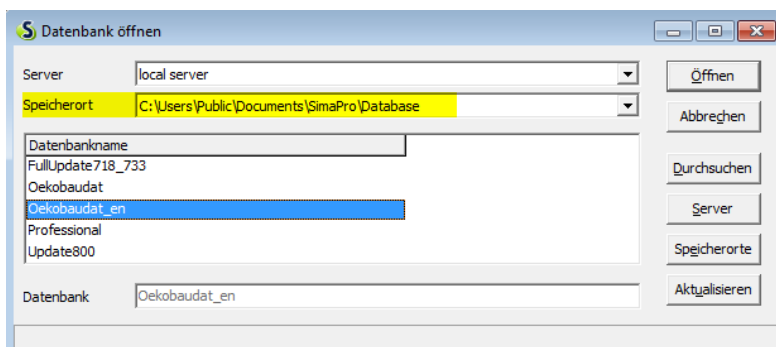 Datenbank öffnen
Server local server Öffnen
Speicherort C:\Users\Public\Documents\SimaPro\Database Abbrechen
Datenbankname
FullUpdate718_733 Durchsuchen
Oekobaudat
Oekobaudat_en Server
Professional
Update800 Speicherorte
Datenbank Oekobaudat_en Aktualisieren